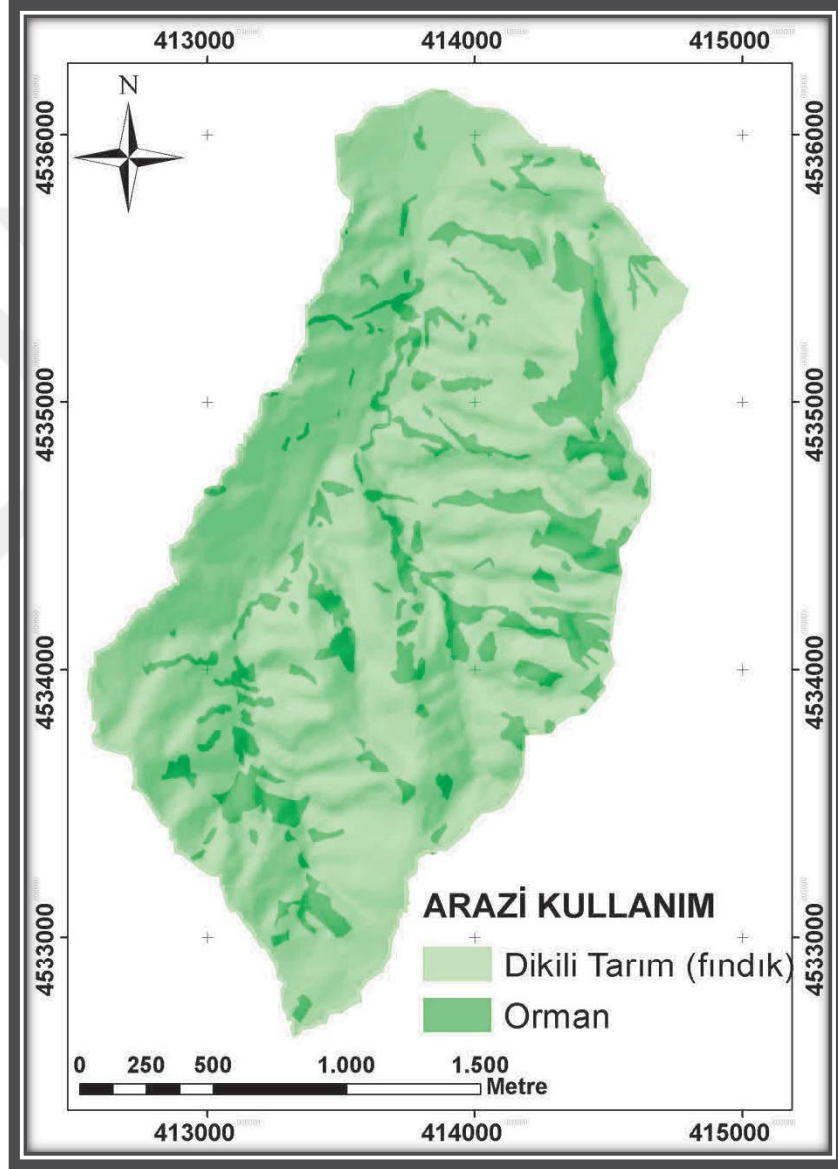 413000 414000 415000
N
4536000 4536000
4535000 4535000
4534000 4534000
4533000 4533000
ARAZİ KULLANIM
Dikili Tarım (fındık)
Orman
0 250 500 1.000 1.500
Metre
413000 414000 415000